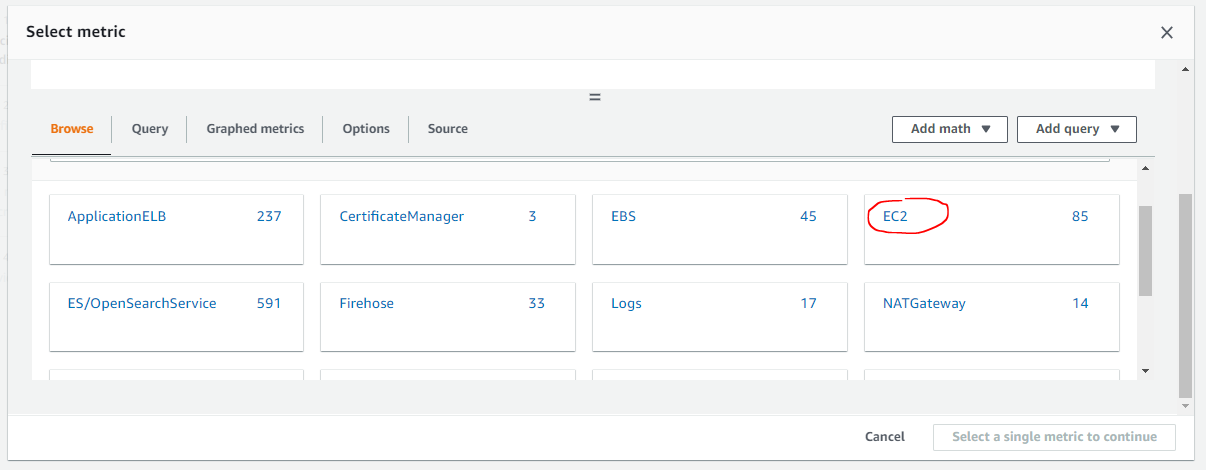 Select metric
Browse Query Graphed metrics Options Source Add math Add query
ApplicationELB 237 CertificateManager 3 EBS 45 EC2 85
ES/OpenSearchService 591 Firehose 33 Logs 17 NATGateway 14
Cancel Select a single metric to continue